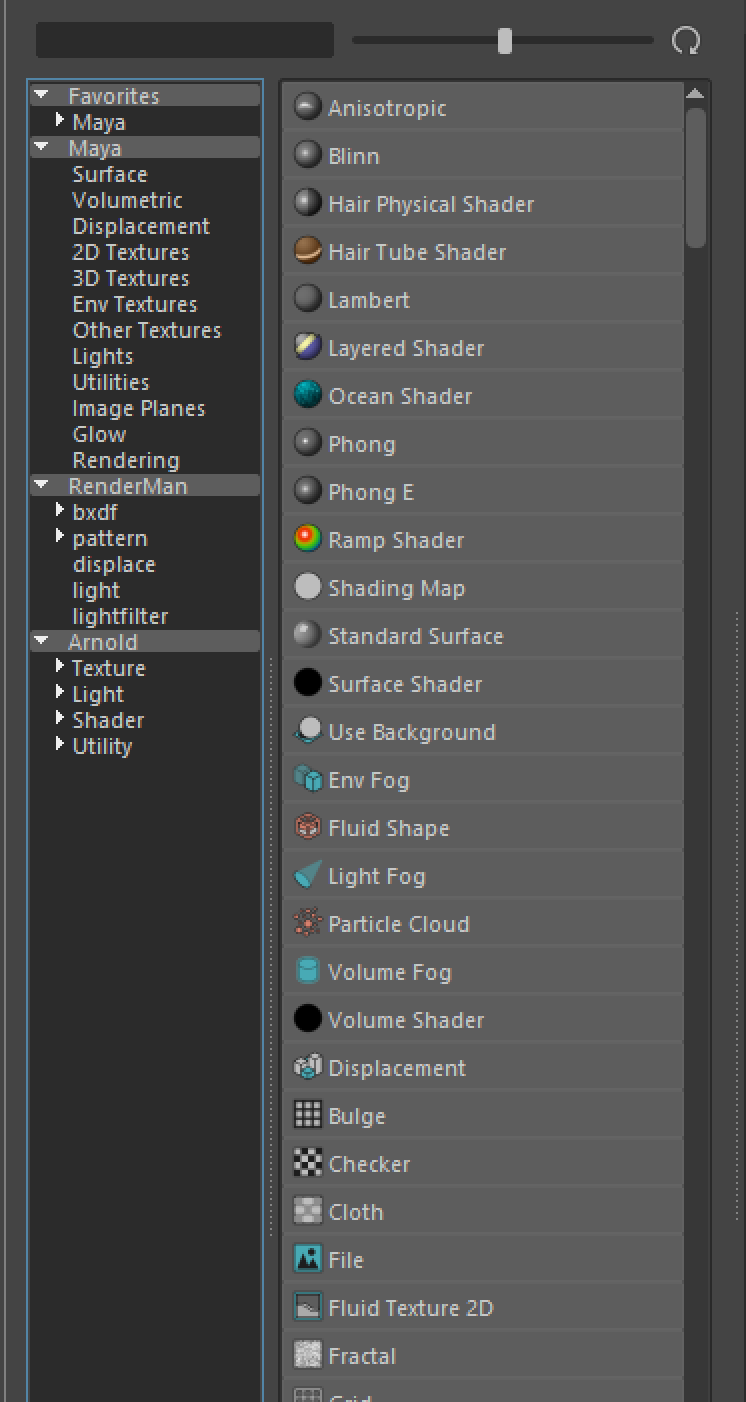 Favorites
Maya
Maya
Surface
Volumetric
Displacement
2D Textures
3D Textures
Env Textures
Other Textures
Lights
Utilities
Image Planes
Glow
Rendering
RenderMan
bxdf
pattern
displace
light
lightfilter
Arnold
Texture
Light
Shader
Utility
Anisotropic
Blinn
Hair Physical Shader
Hair Tube Shader
Lambert
Layered Shader
Ocean Shader
Phong
Phong E
Ramp Shader
Shading Map
Standard Surface
Surface Shader
Use Background
Env Fog
Fluid Shape
Light Fog
Particle Cloud
Volume Fog
Volume Shader
Displacement
Bulge
Checker
Cloth
File
Fluid Texture 2D
Fractal
Grid